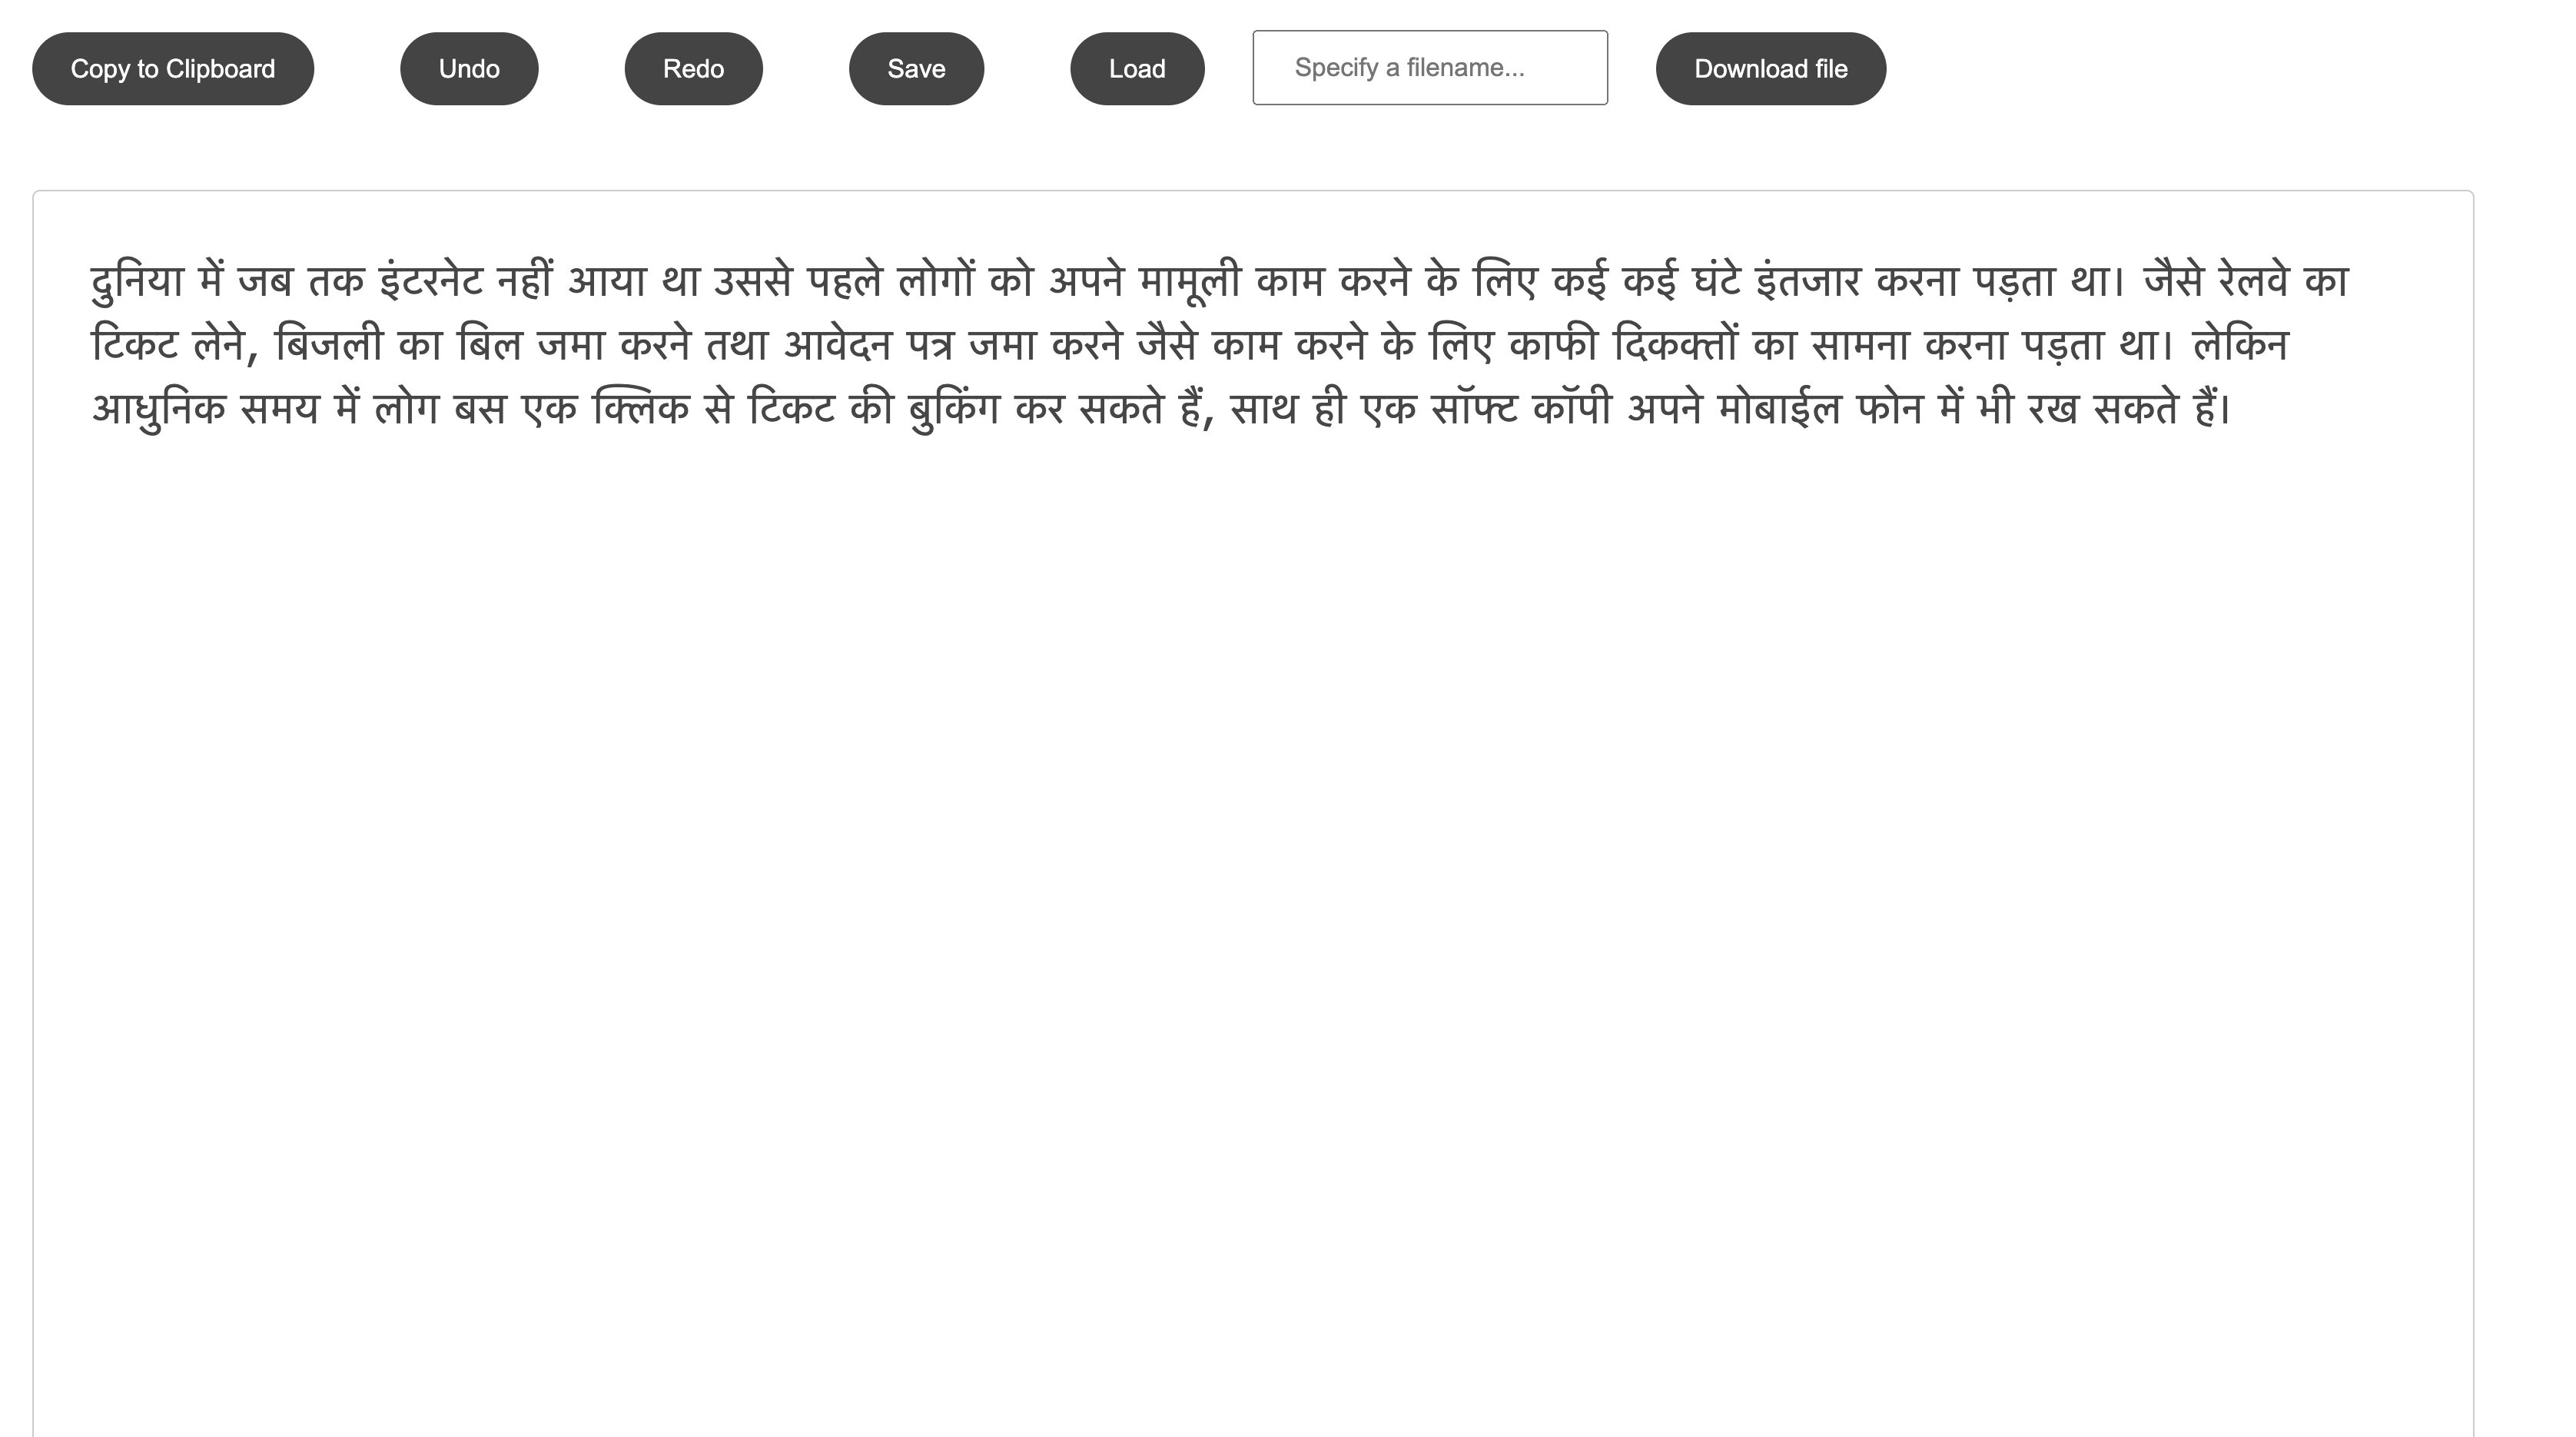 Copy to Clipboard Undo Redo Save Load Specify a filename... Download file
दुनिया में जब तक इंटरनेट नहीं आया था उससे पहले लोगों को अपने मामूली काम करने के लिए कई कई घंटे इंतजार करना पड़ता था। जैसे रेलवे का
टिकट लेने, बिजली का बिल जमा करने तथा आवेदन पत्र जमा करने जैसे काम करने के लिए काफी दिकक्तों का सामना करना पड़ता था। लेकिन
आधुनिक समय में लोग बस एक क्लिक से टिकट की बुकिंग कर सकते हैं, साथ ही एक सॉफ्ट कॉपी अपने मोबाईल फोन में भी रख सकते हैं।